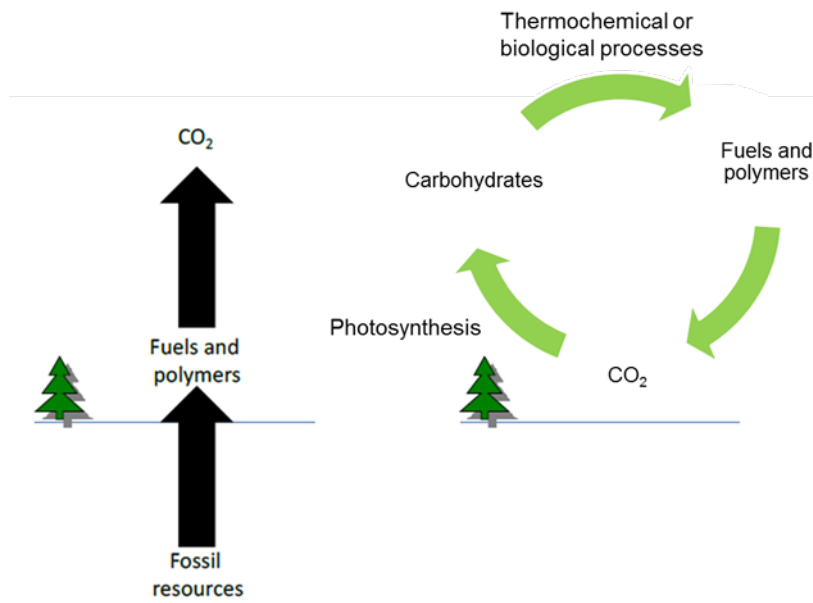 CO₂
Fuels and
polymers
Fossil
resources
Thermochemical or
biological processes
Carbohydrates
Fuels and
polymers
Photosynthesis
CO₂